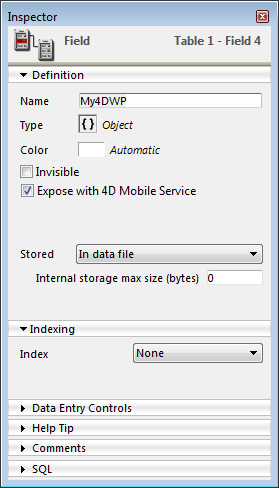 Inspector
Field Table 1 - Field 4
Definition
Name My4DWP
Type {} Object
Color Automatic
Invisible
Expose with 4D Mobile Service
Stored In data file
Internal storage max size (bytes) 0
Indexing
Index None
Data Entry Controls
Help Tip
Comments
SQL